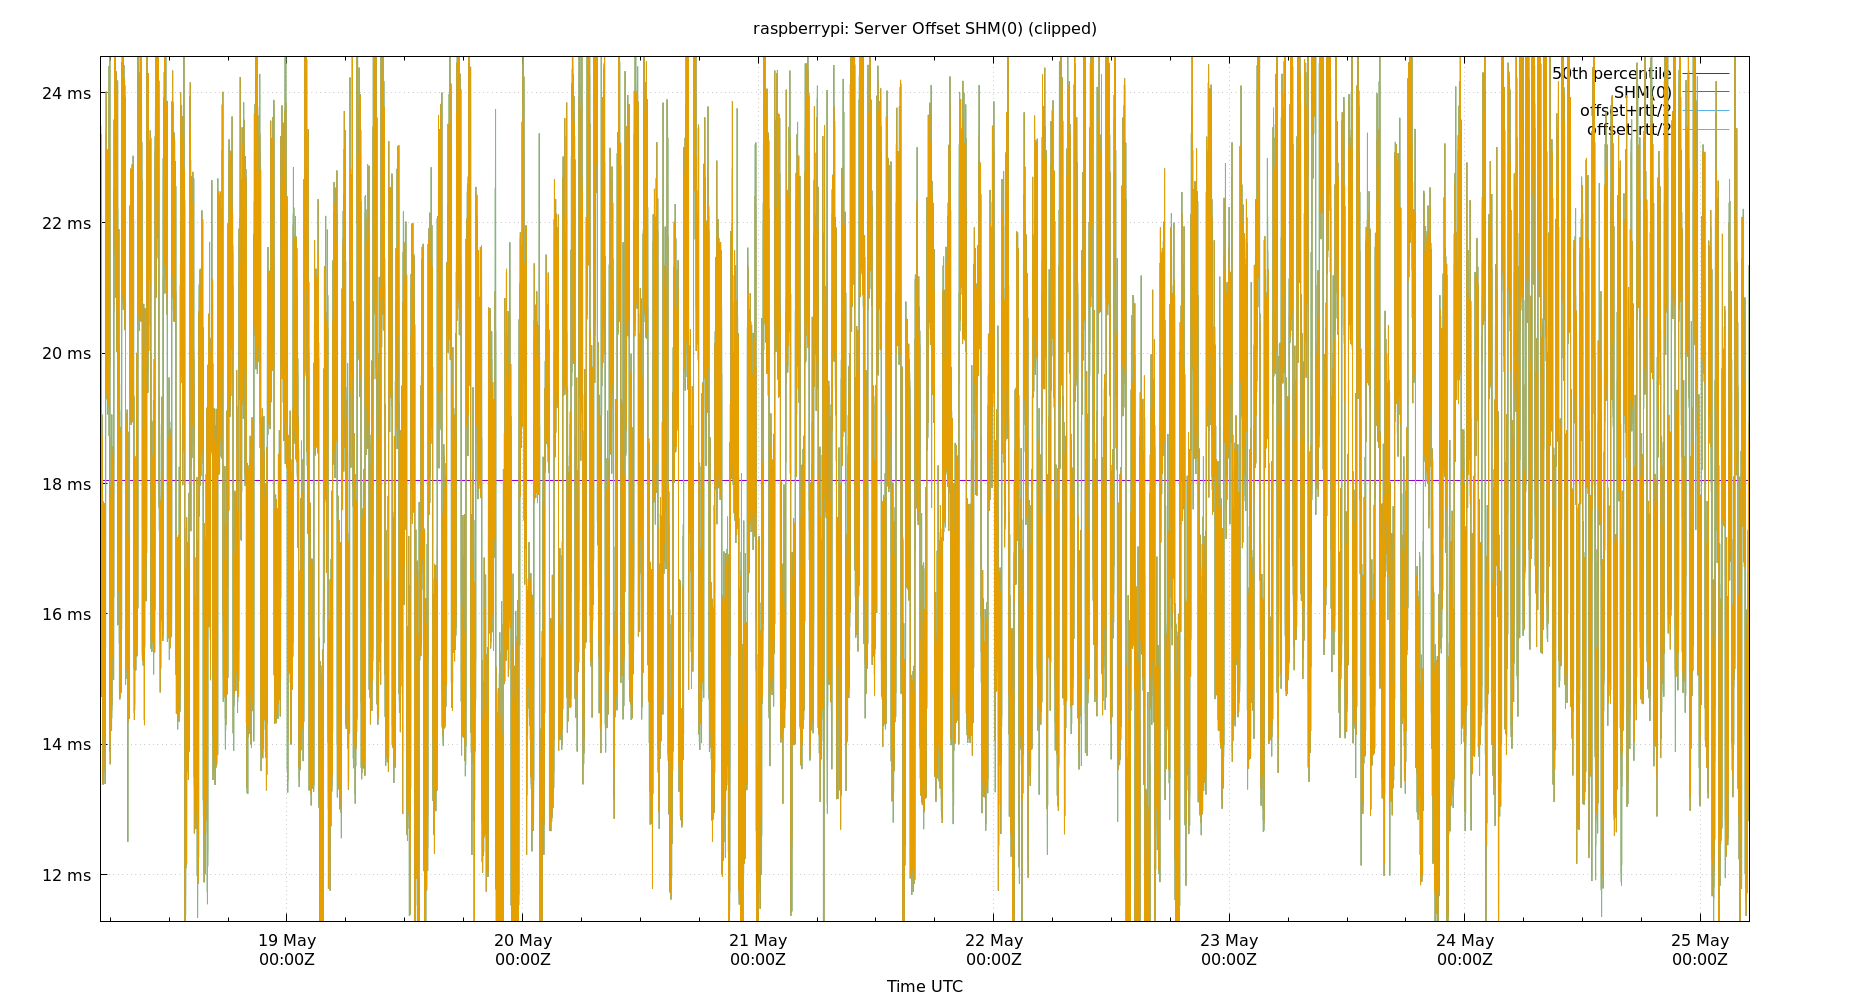 raspberrypi: Server Offset SHM(0) (clipped)
50th percentile
SHM(0)
offset+rtt/2
offset-rtt/2
24 ms
22 ms
20 ms
18 ms
16 ms
14 ms
12 ms
19 May 20 May 21 May 22 May 23 May 24 May 25 May
00:00Z 00:00Z 00:00Z 00:00Z 00:00Z 00:00Z 00:00Z
Time UTC